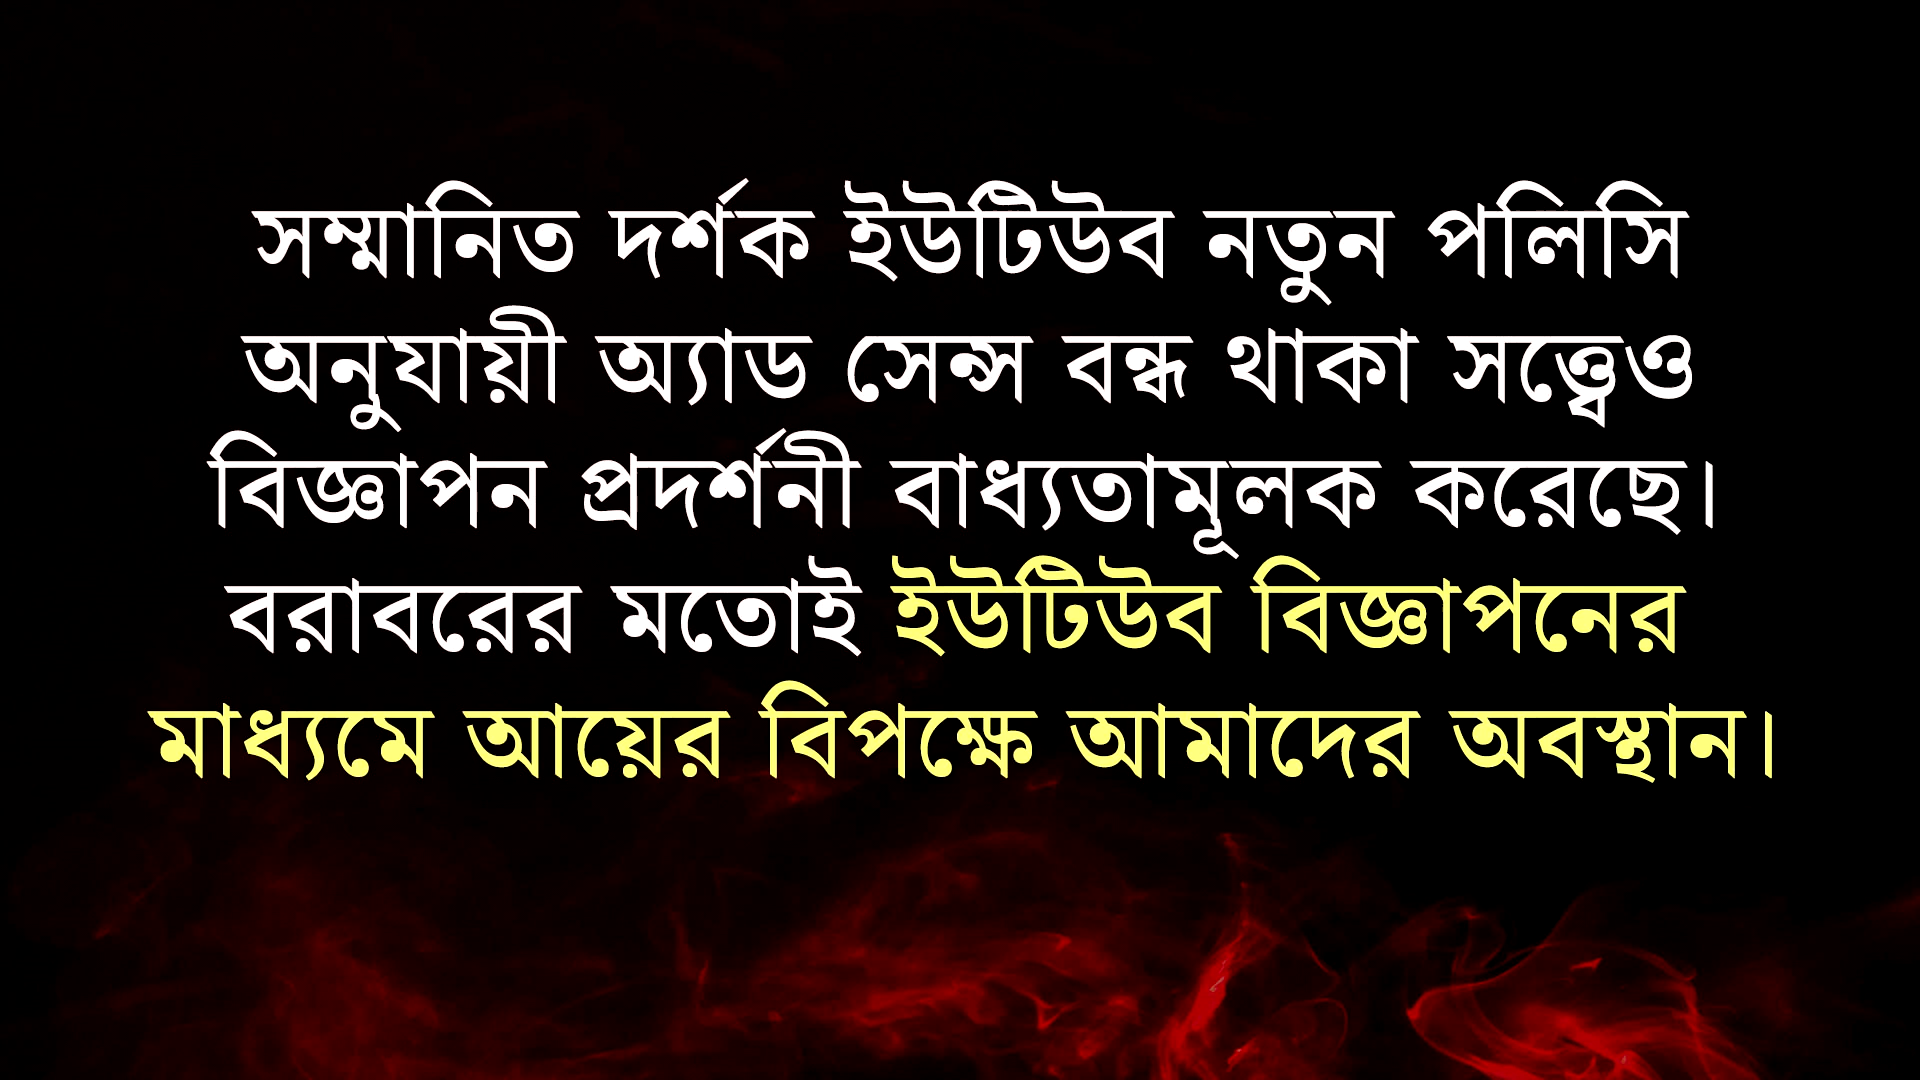 সম্মানিত দর্শক ইউটিউব নতুন পলিসি
অনুযায়ী অ্যাড সেন্স বন্ধ থাকা সত্ত্বেও
বিজ্ঞাপন প্রদর্শনী বাধ্যতামূলক করেছে।
বরাবরের মতোই ইউটিউব বিজ্ঞাপনের
মাধ্যমে আয়ের বিপক্ষে আমাদের অবস্থান।